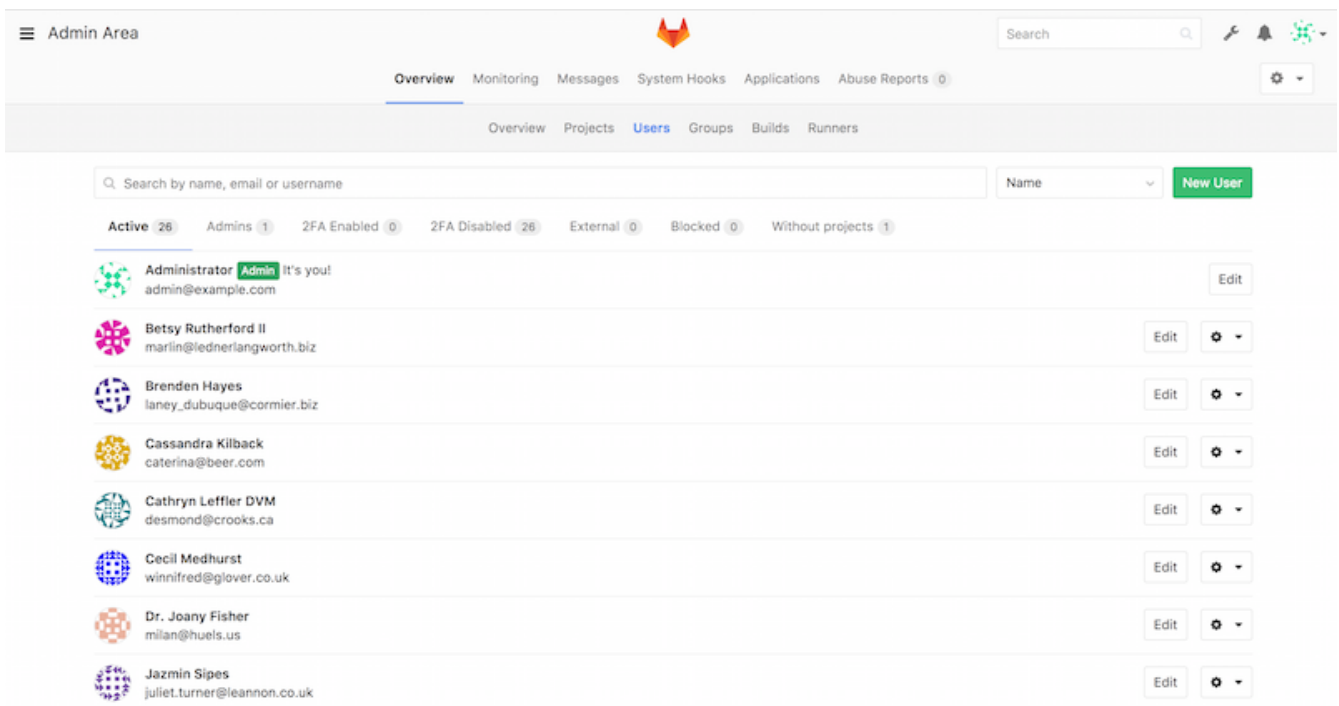 Admin Area
Search
Overview Monitoring Messages System Hooks Applications Abuse Reports 0
Overview Projects Users Groups Builds Runners
Search by name, email or username
Name
New User
Active 26 Admins 1 2FA Enabled 0 2FA Disabled 26 External 0 Blocked 0 Without projects 1
Administrator Admin It's you!
admin@example.com
Edit
Betsy Rutherford II
marlin@lednerlangworth.biz
Edit
Brenden Hayes
laney_dubuque@cormier.biz
Edit
Cassandra Kilback
caterina@beer.com
Edit
Cathryn Leffler DVM
desmond@crooks.ca
Edit
Cecil Medhurst
winnifred@glover.co.uk
Edit
Dr. Joany Fisher
milan@huels.us
Edit
Jazmin Sipes
juliet.turner@leannon.co.uk
Edit